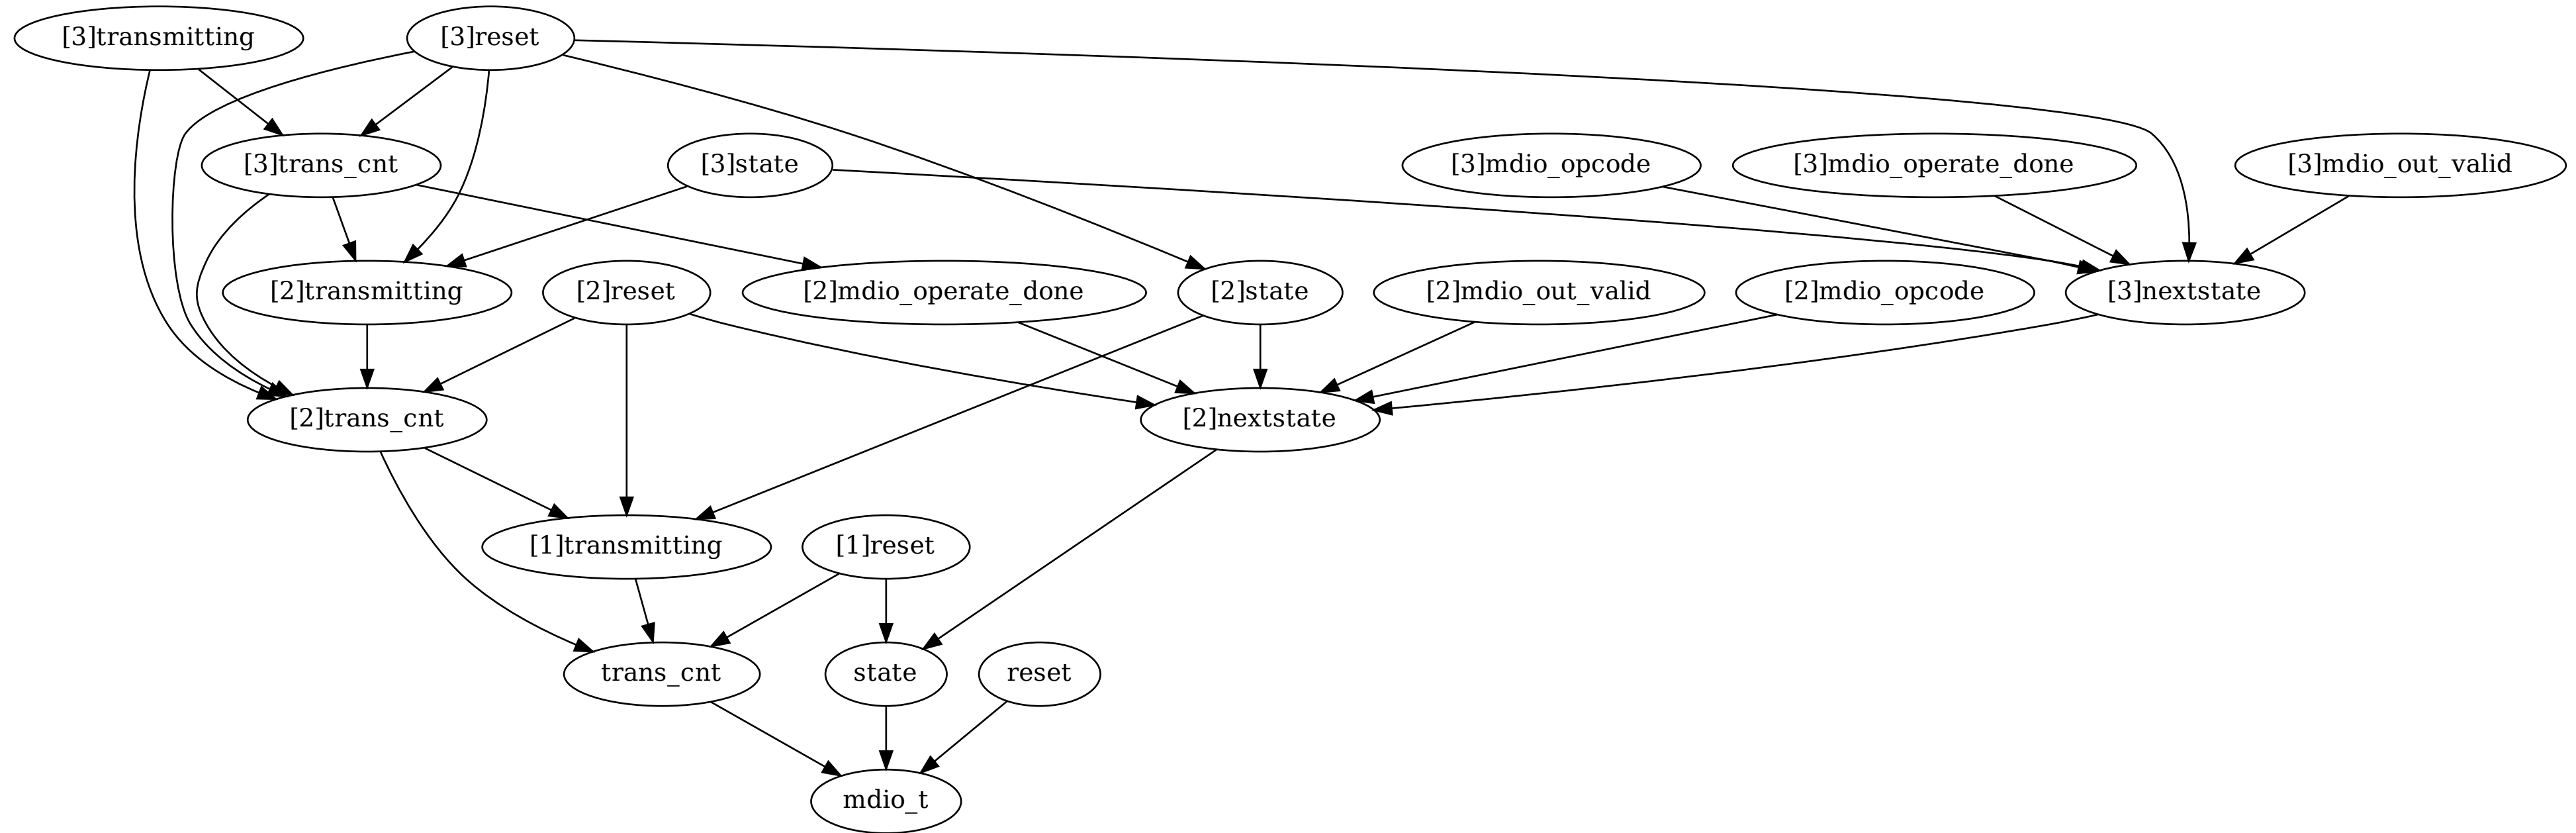 [3]transmitting
[3]reset
[3]trans_cnt
[3]state
[3]mdio_opcode
[3]mdio_operate_done
[3]mdio_out_valid
[2]transmitting
[2]reset
[2]mdio_operate_done
[2]state
[2]mdio_out_valid
[2]mdio_opcode
[3]nextstate
[2]trans_cnt
[2]nextstate
[1]transmitting
[1]reset
trans_cnt
state
reset
mdio_t